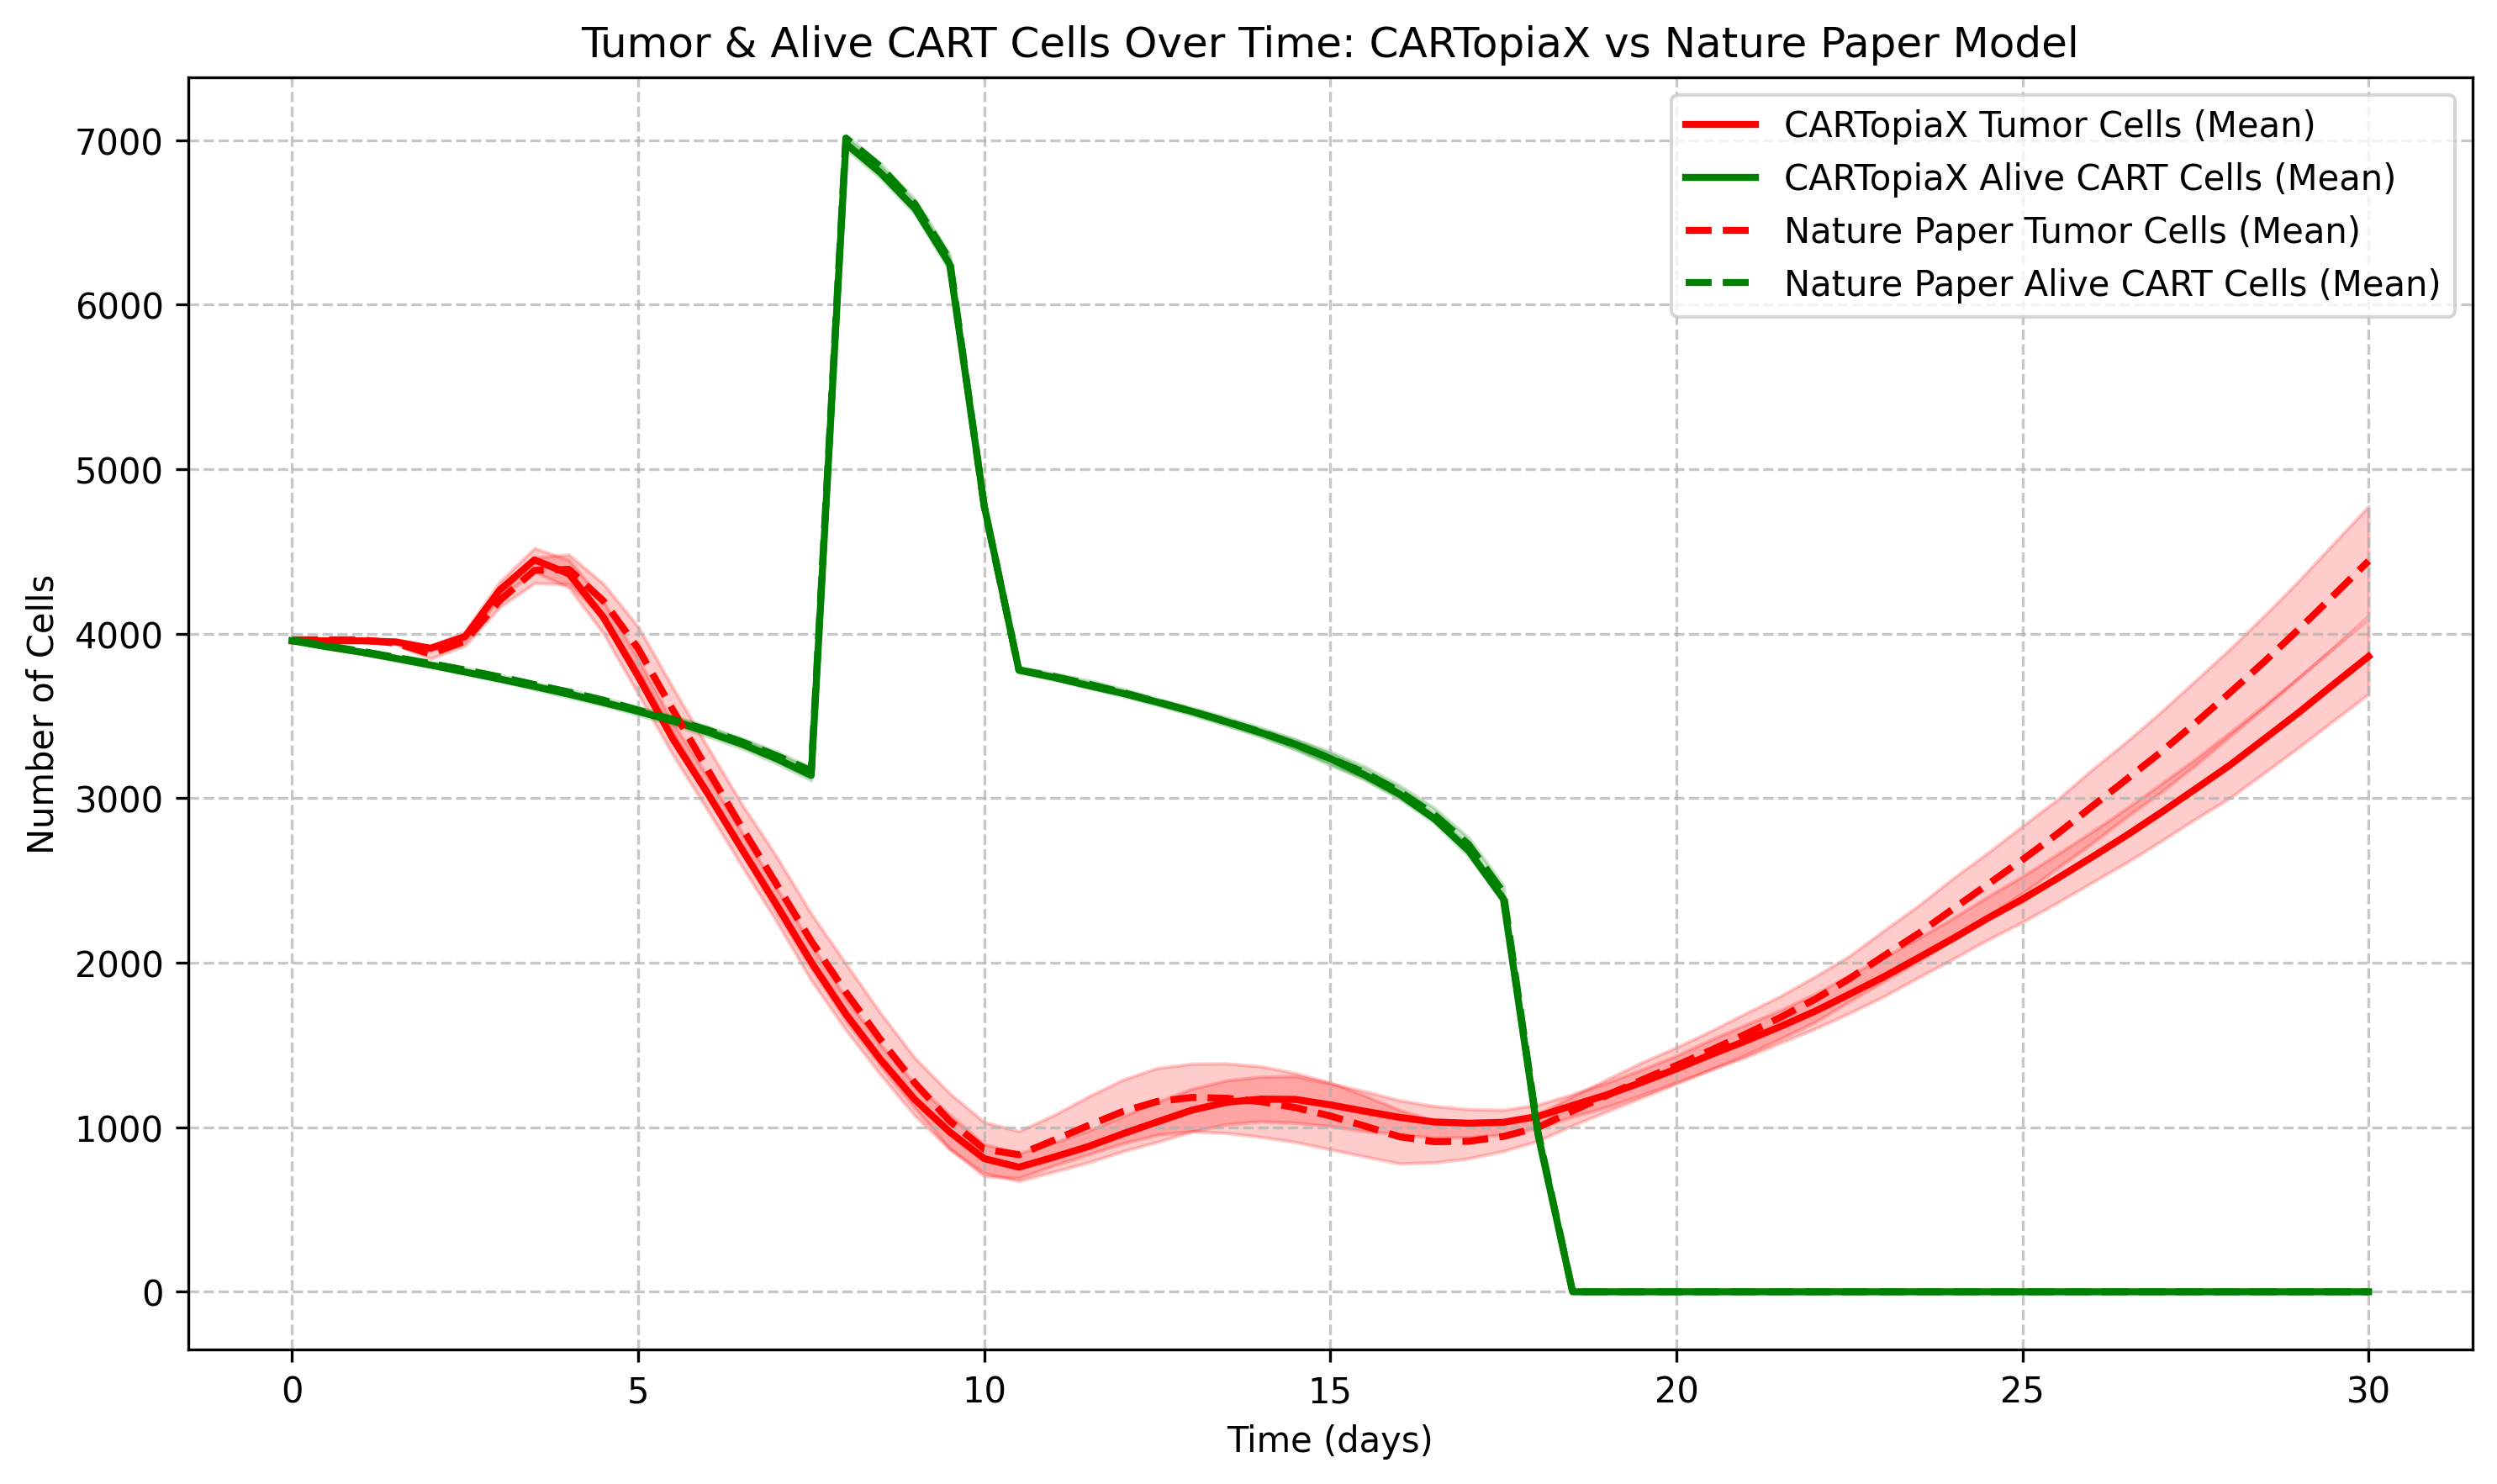 Tumor & Alive CART Cells Over Time: CARTopiaX vs Nature Paper Model
CARTopiaX Tumor Cells (Mean)
CARTopiaX Alive CART Cells (Mean)
Nature Paper Tumor Cells (Mean)
Nature Paper Alive CART Cells (Mean)
Number of Cells
7000
6000
5000
4000
3000
2000
1000
0
0 5 10 15 20 25 30
Time (days)